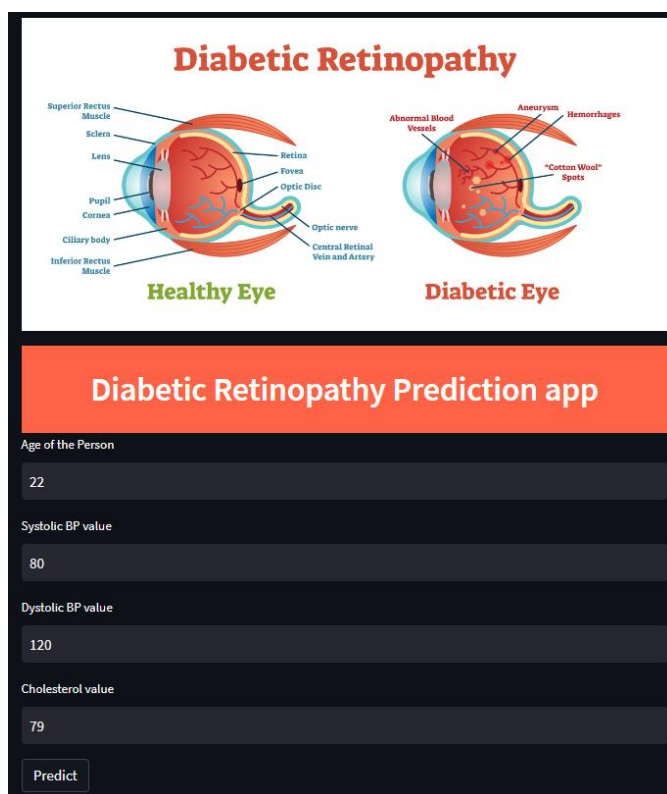 Diabetic Retinopathy
Superior Rectus
Muscle
Sclera
Lens
Pupil
Cornea
Ciliary body
Inferior Rectus
Muscle
Retina
Fovea
Optic Disc
Optic nerve
Central Retinal
Vein and Artery
Healthy Eye
Abnormal Blood
Vessels
Aneurysm
Hemorrhages
"Cotton Wool"
Spots
Diabetic Eye
Diabetic Retinopathy Prediction app
Age of the Person
22
Systolic BP value
80
Dystolic BP value
120
Cholesterol value
79
Predict